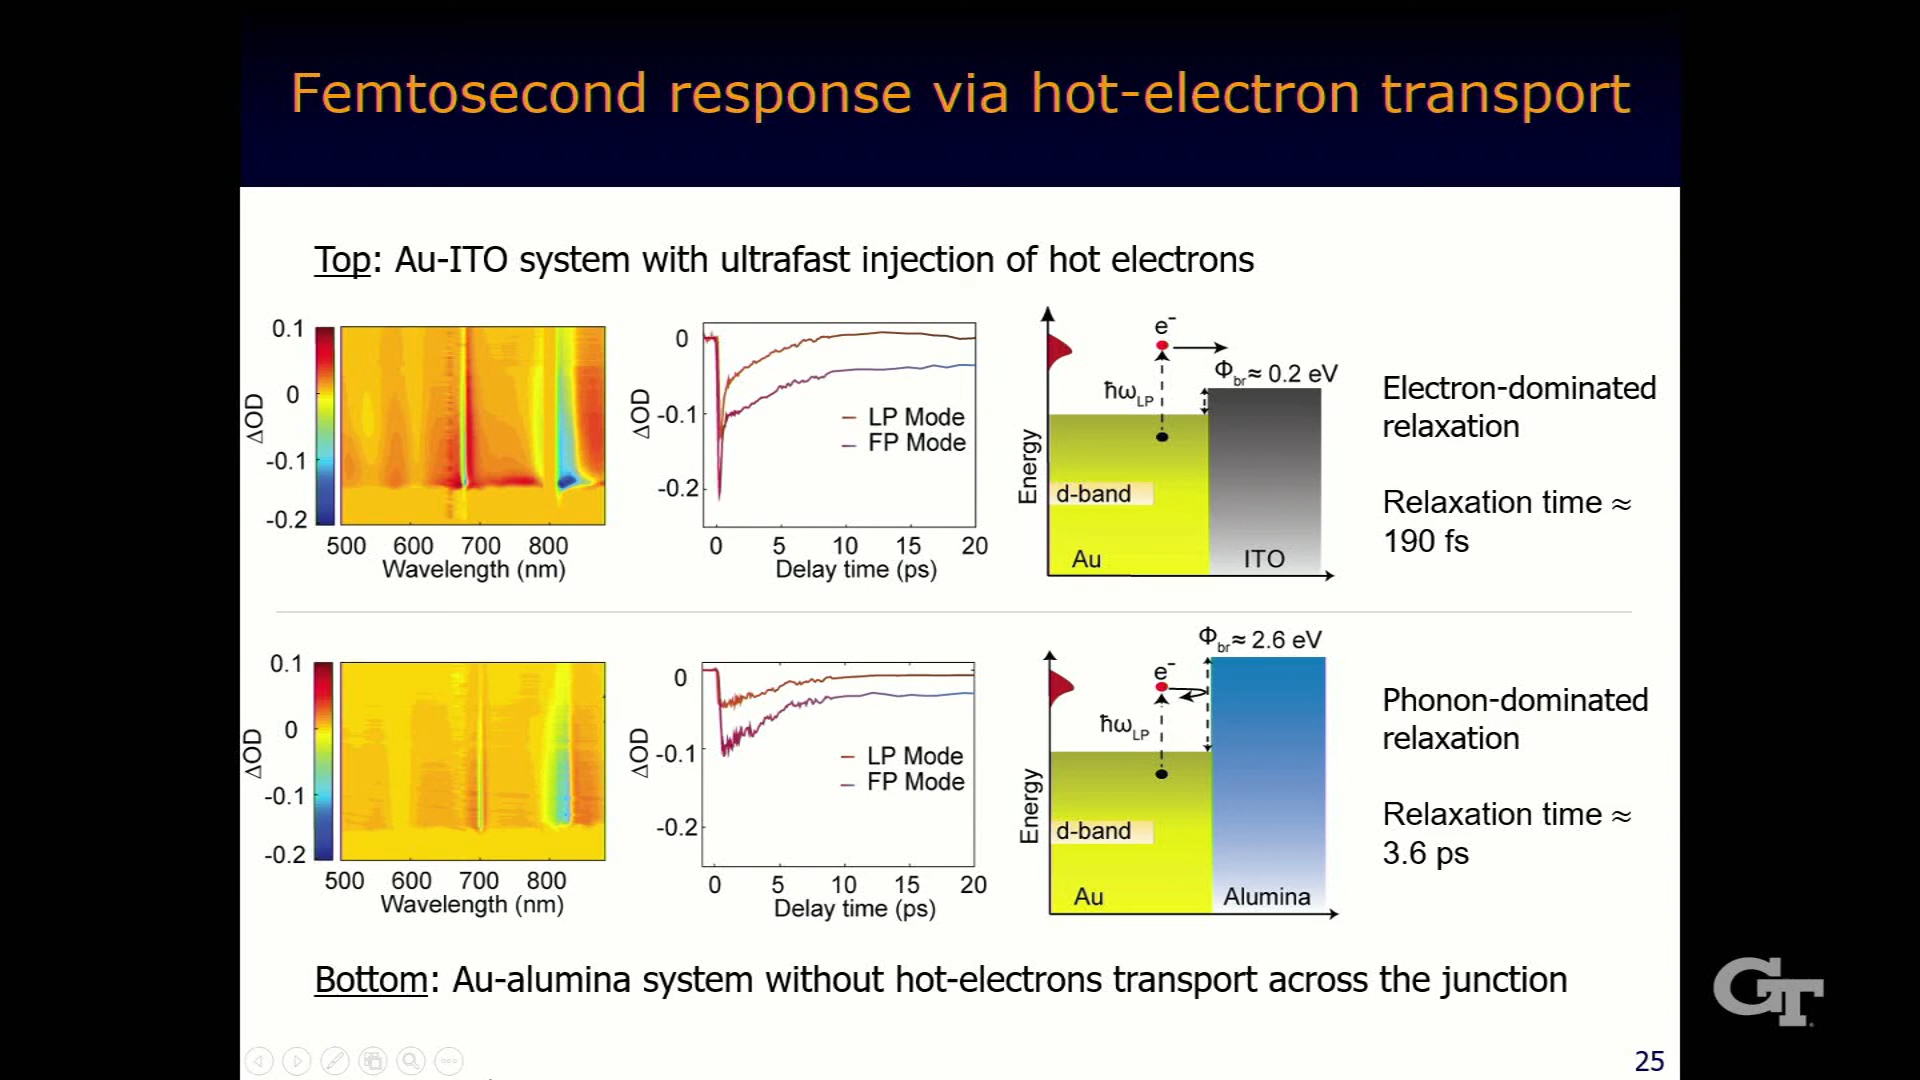 Femtosecond response via hot-electron transport
Top: Au-ITO system with ultrafast injection of hot electrons
0.1
0
-0.1
-0.2
ΔOD
500 600 700 800
Wavelength (nm)
0
-0.1
-0.2
ΔOD
LP Mode
FP Mode
0 5 10 15 20
Delay time (ps)
e⁻
Φbr≈ 0.2 eV
ħωLP
Energy
d-band
Au
ITO
Electron-dominated
relaxation
Relaxation time ≈
190 fs
0.1
0
-0.1
-0.2
ΔOD
500 600 700 800
Wavelength (nm)
0
-0.1
-0.2
ΔOD
LP Mode
FP Mode
0 5 10 15 20
Delay time (ps)
Φbr≈ 2.6 eV
e⁻
ħωLP
Energy
d-band
Au
Alumina
Phonon-dominated
relaxation
Relaxation time ≈
3.6 ps
Bottom: Au-alumina system without hot-electrons transport across the junction
GT
25